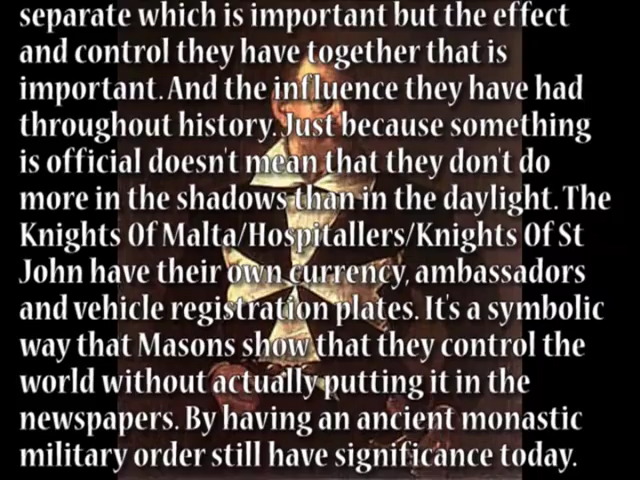 separate which is important but the effect
and control they have together that is
important. And the influence they have had
throughout history. Just because something
is official doesn't mean that they don't do
more in the shadows than in the daylight. The
Knights Of Malta/Hospitallers/Knights Of St
John have their own currency, ambassadors
and vehicle registration plates. It's a symbolic
way that Masons show that they control the
world without actually putting it in the
newspapers. By having an ancient monastic
military order still have significance today.